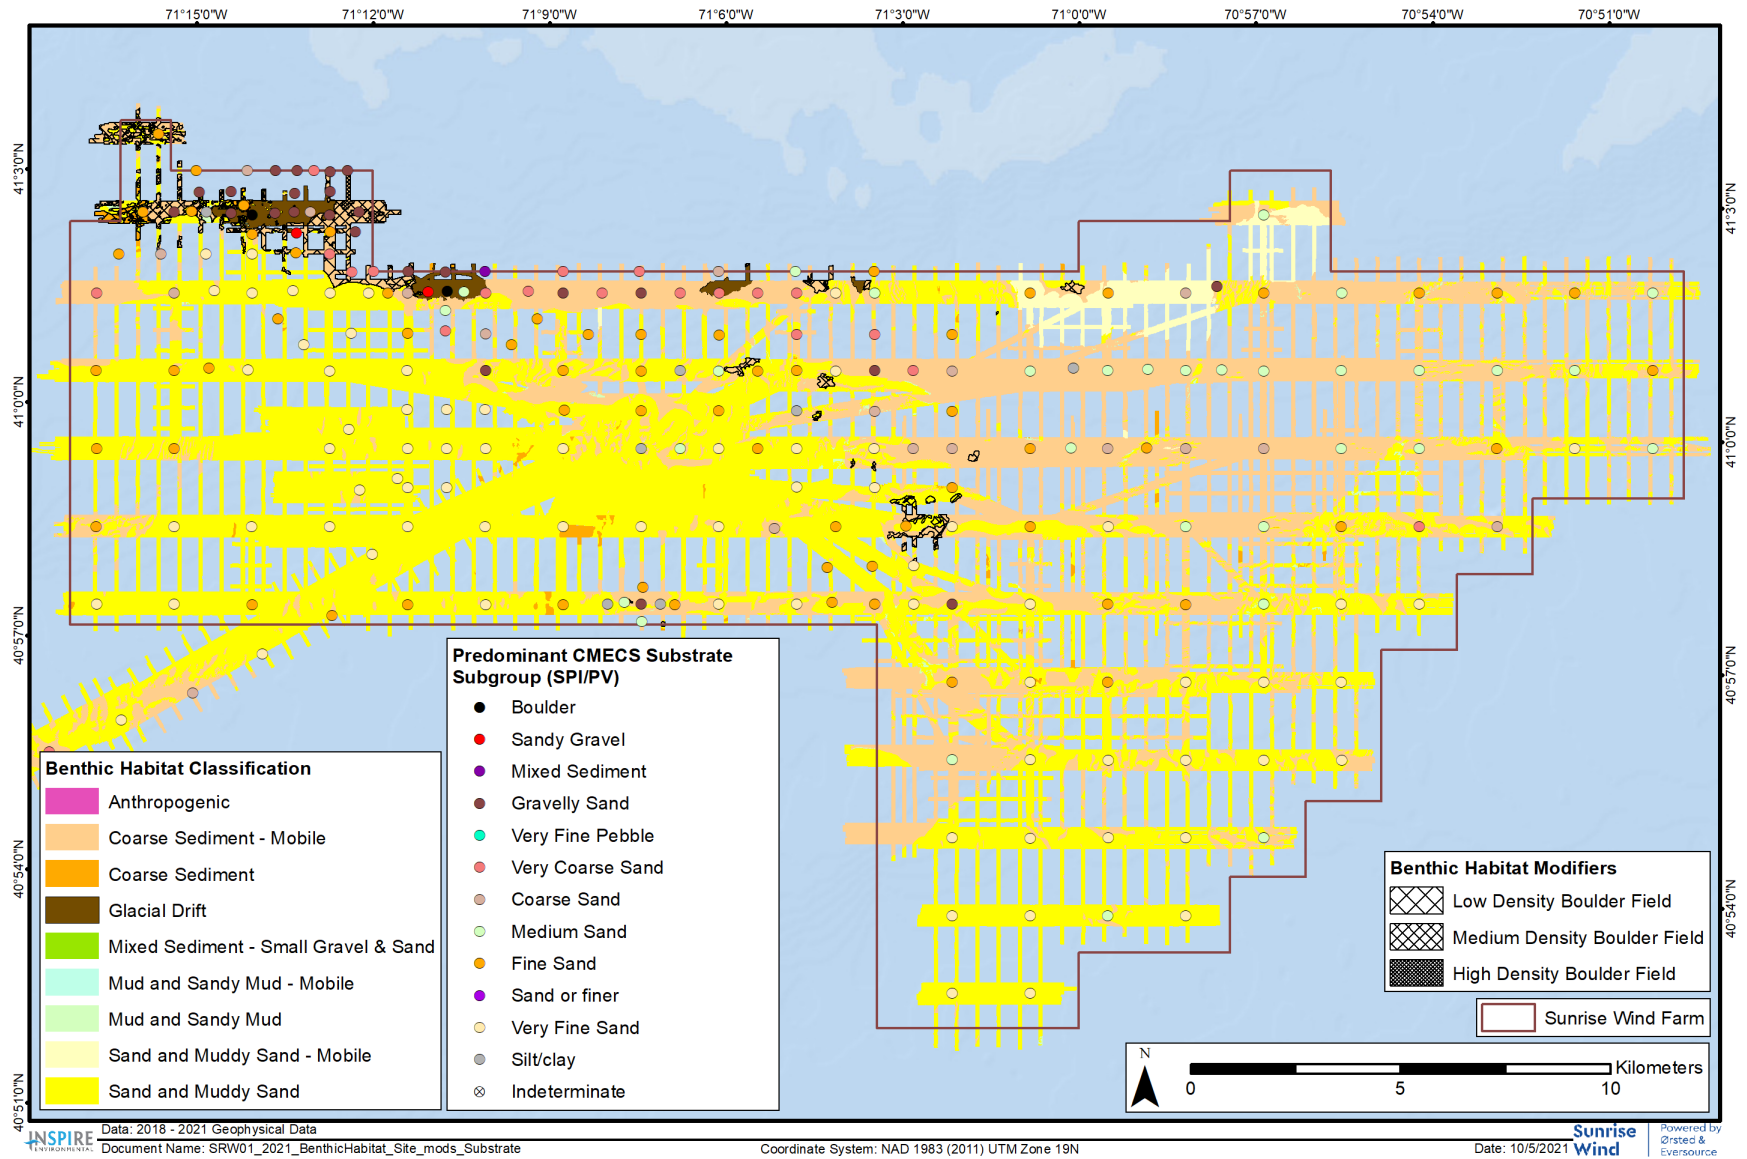 71°15'0"W 71°12'0"W 71°9'0"W 71°6'0"W 71°3'0"W 71°0'0"W 70°57'0"W 70°54'0"W 70°51'0"W
41°3'0"N
41°0'0"N
40°57'0"N
40°54'0"N
40°51'0"N
41°3'0"N
41°0'0"N
40°57'0"N
40°54'0"N
Benthic Habitat Classification
Anthropogenic
Coarse Sediment - Mobile
Coarse Sediment
Glacial Drift
Mixed Sediment - Small Gravel & Sand
Mud and Sandy Mud - Mobile
Mud and Sandy Mud
Sand and Muddy Sand - Mobile
Sand and Muddy Sand
Predominant CMECS Substrate
Subgroup (SPI/PV)
Boulder
Sandy Gravel
Mixed Sediment
Gravelly Sand
Very Fine Pebble
Very Coarse Sand
Coarse Sand
Medium Sand
Fine Sand
Sand or finer
Very Fine Sand
Silt/clay
Indeterminate
Benthic Habitat Modifiers
Low Density Boulder Field
Medium Density Boulder Field
High Density Boulder Field
Sunrise Wind Farm
N
Kilometers
0 5 10
INSPIRE
ENVIRONMENTAL
Data: 2018 - 2021 Geophysical Data
Document Name: SRW01_2021_BenthicHabitat_Site_mods_Substrate
Coordinate System: NAD 1983 (2011) UTM Zone 19N
Date: 10/5/2021
Sunrise
Wind
Powered by
Ørsted &
Eversource